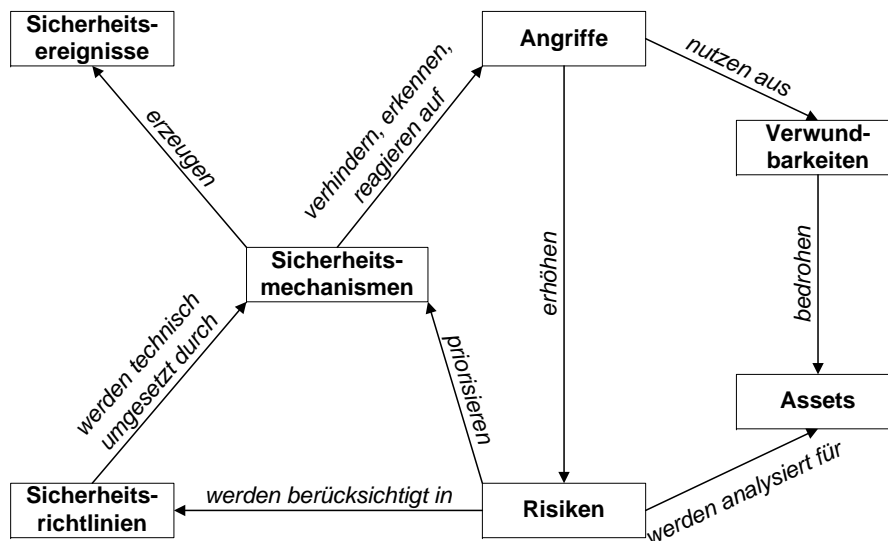 Sicherheits-
ereignisse
Angriffe
nutzen aus
Verwund-
barkeiten
erzeugen
verhindern, erkennen,
reagieren auf
Sicherheits-
mechanismen
erhöhen
bedrohen
werden technisch
umgesetzt durch
priorisieren
Assets
Sicherheits-
richtlinien
werden berücksichtigt in
Risiken
werden analysiert für